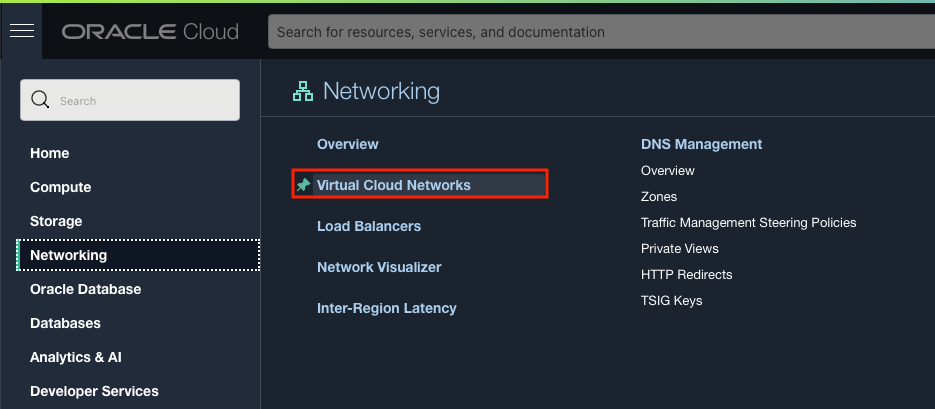 ORACLE Cloud
Search for resources, services, and documentation
Search
Home
Compute
Storage
Networking
Oracle Database
Databases
Analytics & AI
Developer Services
Networking
Overview
Virtual Cloud Networks
Load Balancers
Network Visualizer
Inter-Region Latency
DNS Management
Overview
Zones
Traffic Management Steering Policies
Private Views
HTTP Redirects
TSIG Keys